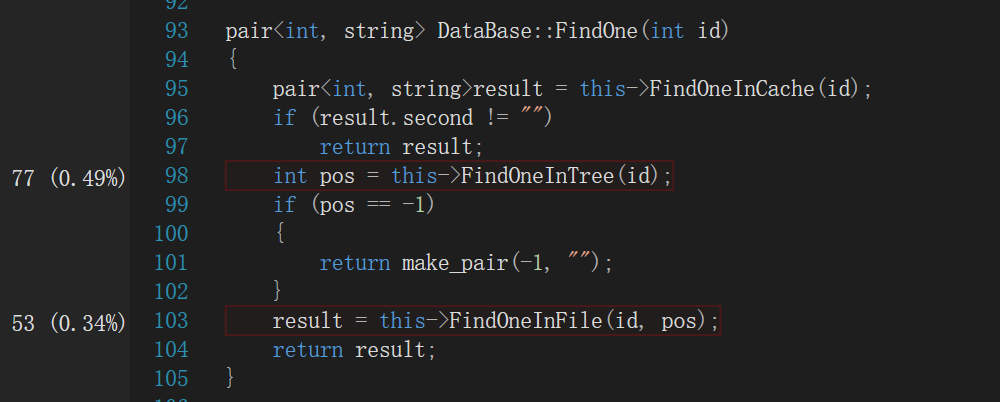 93 pair<int, string> DataBase::FindOne(int id)
94 {
95 pair<int, string>result = this->FindOneInCache(id);
96 if (result.second != "")
97 return result;
77 (0.49%) 98 int pos = this->FindOneInTree(id);
99 if (pos == -1)
100 {
101 return make_pair(-1, "");
102 }
53 (0.34%) 103 result = this->FindOneInFile(id, pos);
104 return result;
105 }